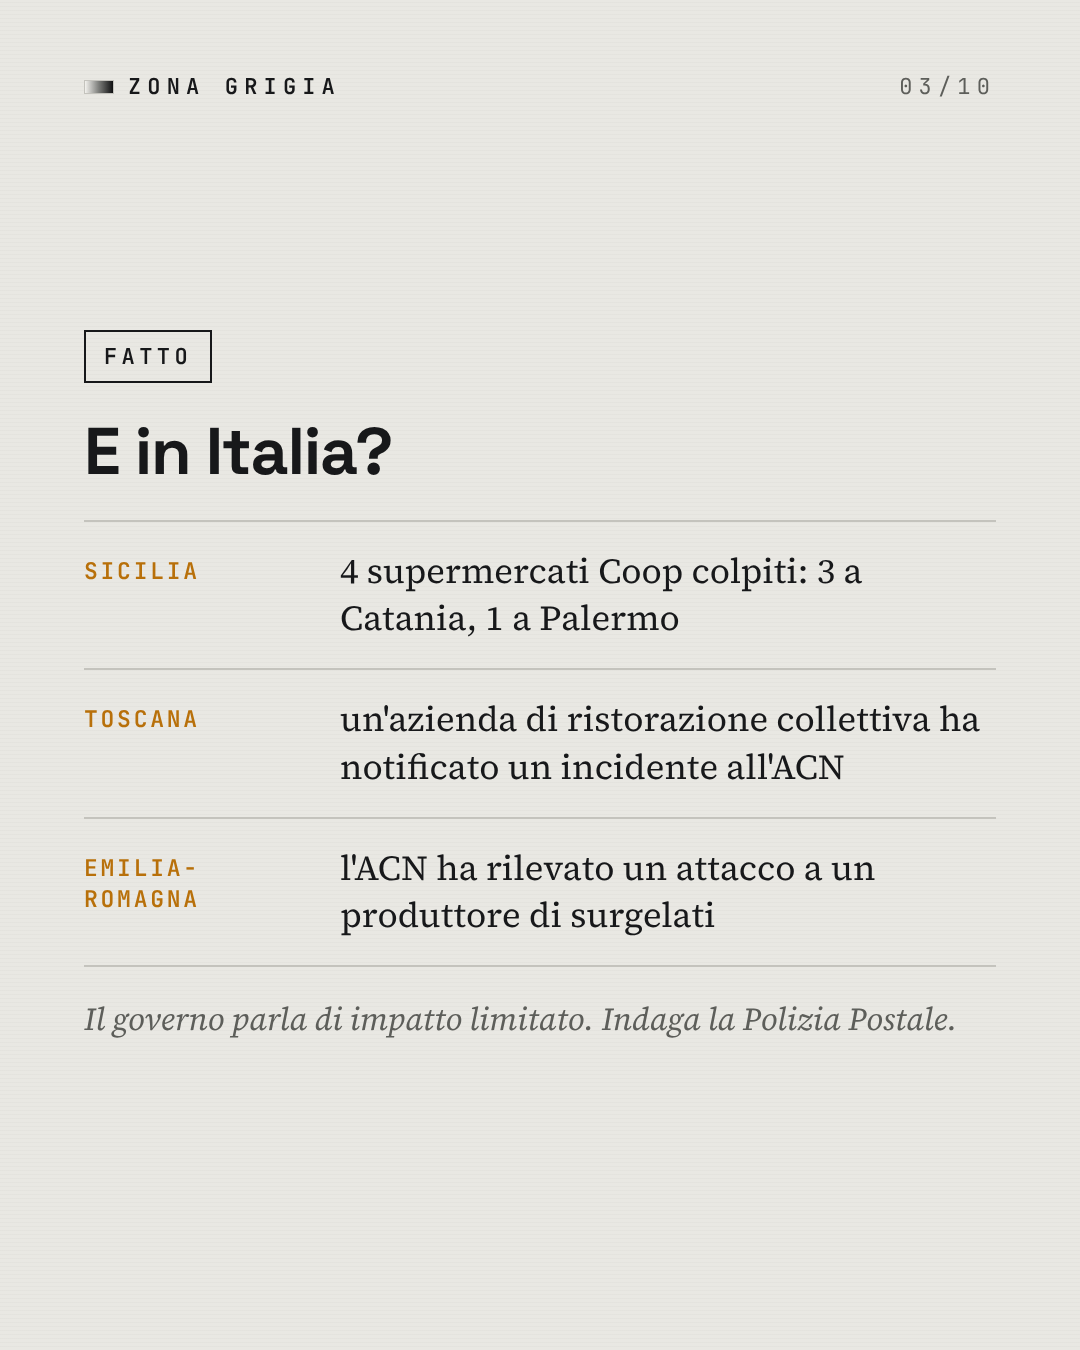 ZONA GRIGIA
03/10
FATTO
E in Italia?
SICILIA
4 supermercati Coop colpiti: 3 a
Catania, 1 a Palermo
TOSCANA
un'azienda di ristorazione collettiva ha
notificato un incidente all'ACN
EMILIA-
ROMAGNA
l'ACN ha rilevato un attacco a un
produttore di surgelati
Il governo parla di impatto limitato. Indaga la Polizia Postale.